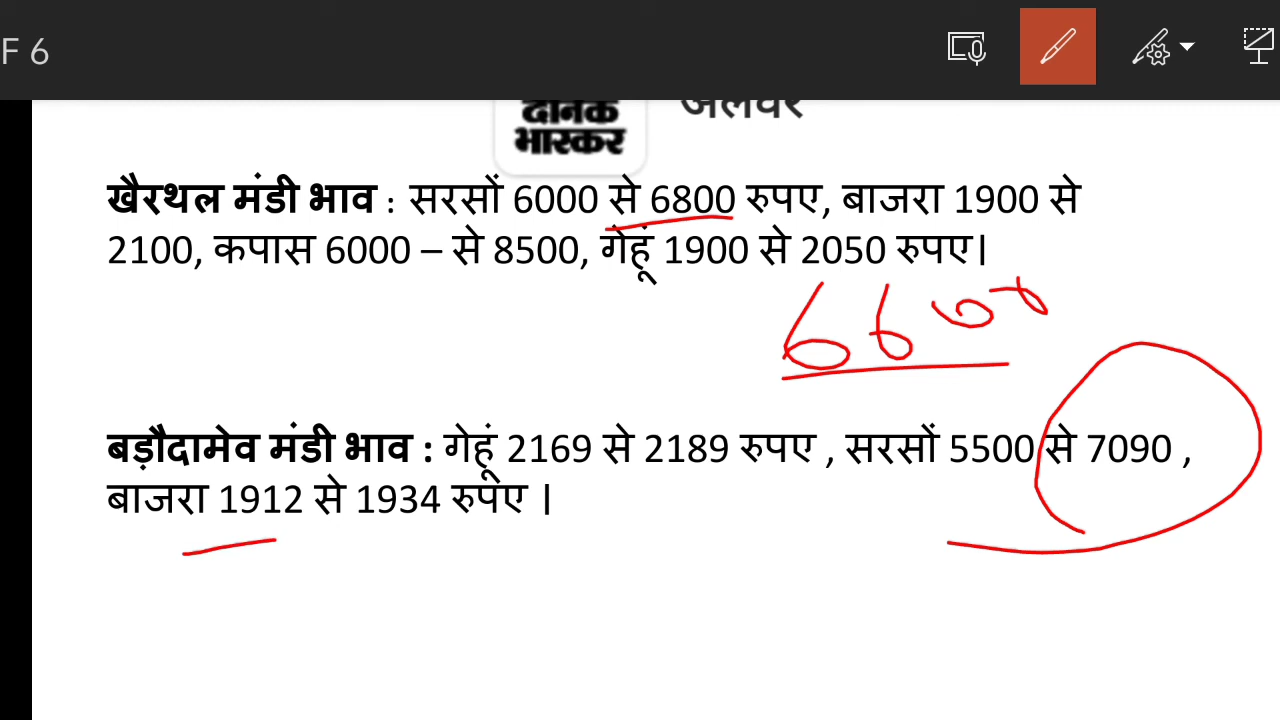 F 6
दैनिक
भास्कर
अलवर
खैरथल मंडी भाव : सरसों 6000 से 6800 रुपए, बाजरा 1900 से
2100, कपास 6000 – से 8500, गेहूं 1900 से 2050 रुपए।
6600
बड़ौदामेव मंडी भाव : गेहूं 2169 से 2189 रुपए , सरसों 5500 से 7090 ,
बाजरा 1912 से 1934 रुपए ।